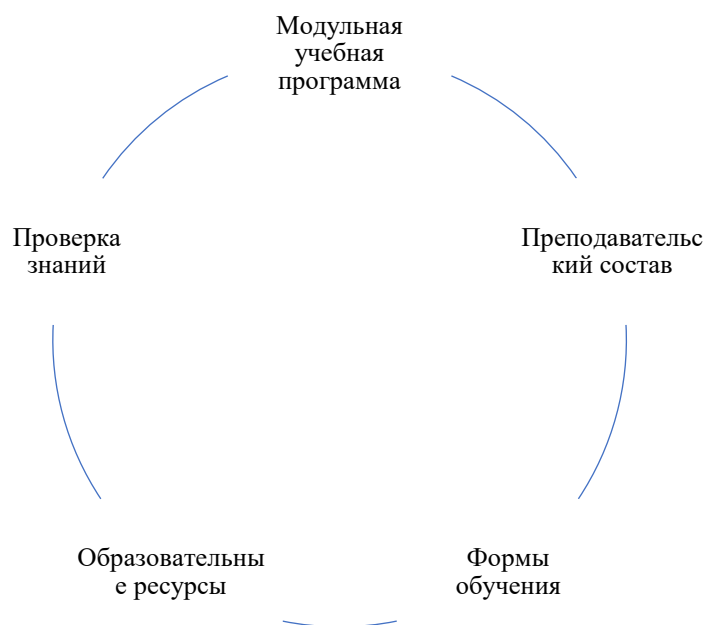 Модульная
учебная
программа
Преподавательс
кий состав
Формы
обучения
Образовательны
е ресурсы
Проверка
знаний